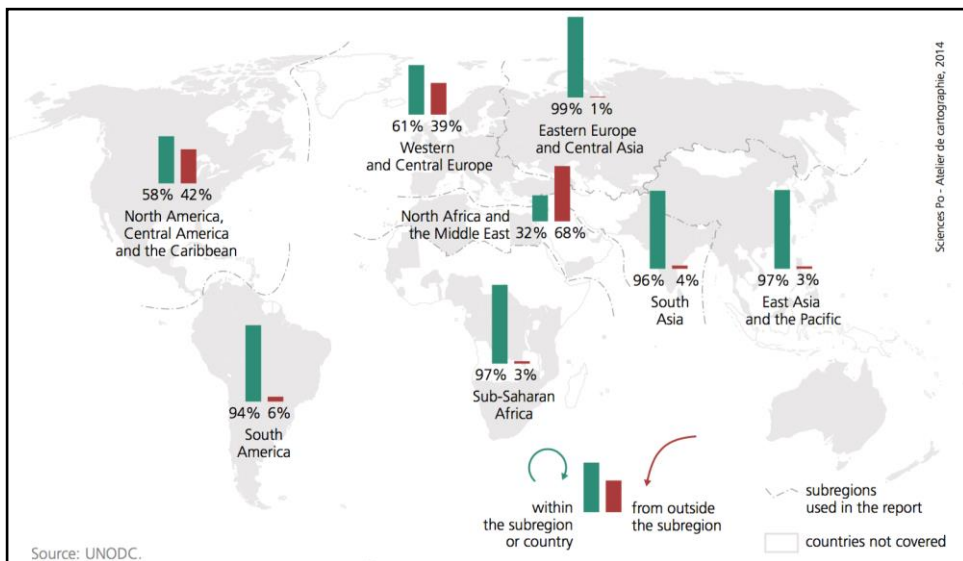 Sciences Po - Atelier de cartographie, 2014
99% 1%
Eastern Europe
and Central Asia
61% 39%
Western
and Central Europe
58% 42%
North America,
Central America
and the Caribbean
North Africa and
the Middle East
32% 68%
96% 4%
South
Asia
97% 3%
East Asia
and the Pacific
97% 3%
Sub-Saharan
Africa
94% 6%
South
America
within
the subregion
or country
from outside
the subregion
subregions
used in the report
countries not covered
Source: UNODC.